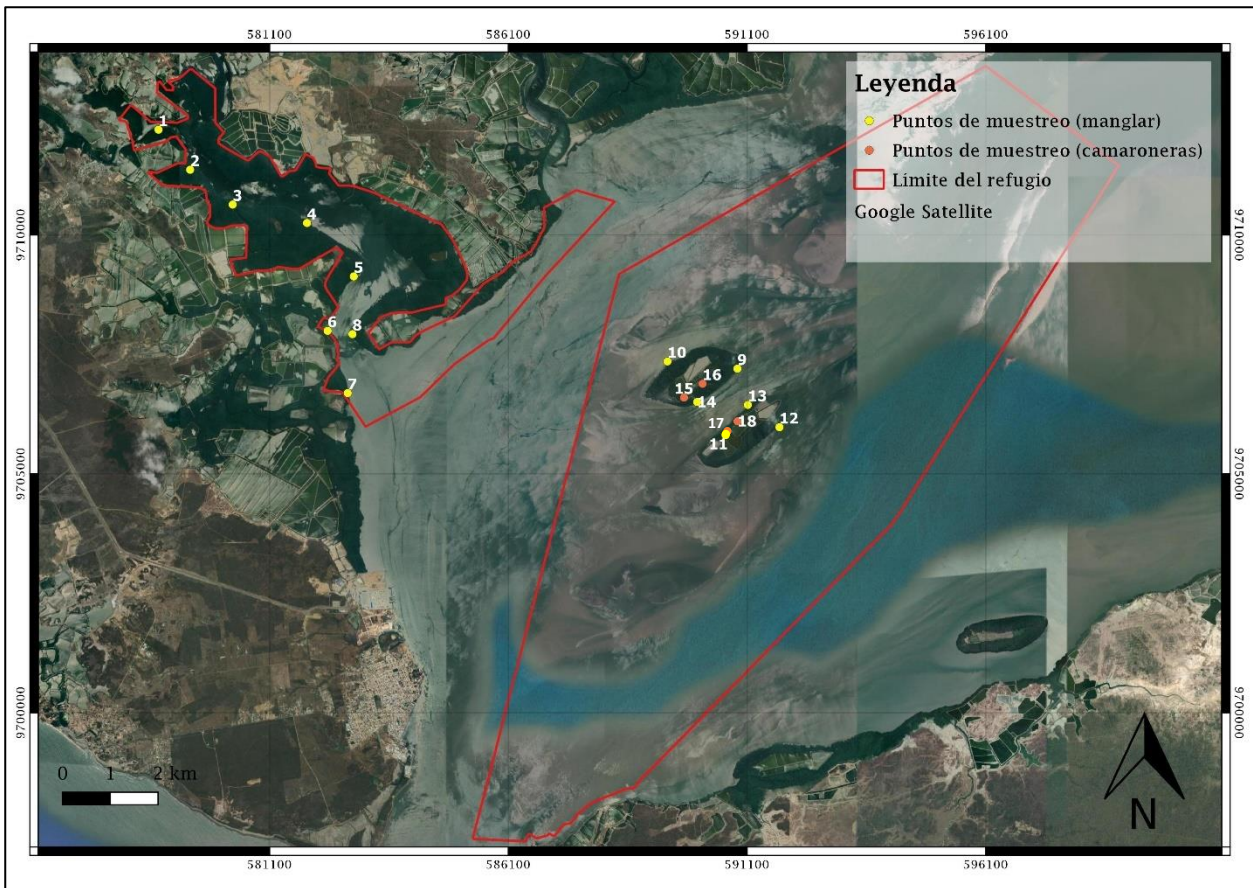 581100 586100 591100 596100
Leyenda
Puntos de muestreo (manglar)
Puntos de muestreo (camaroneras)
Límite del refugio
Google Satellite
1
2
3
4
9710000 9710000
5
6 8
10 9
7 16
15 14 13
17 18 12
11
9705000 9705000
9700000 9700000
0 1 2 km
N
581100 586100 591100 596100